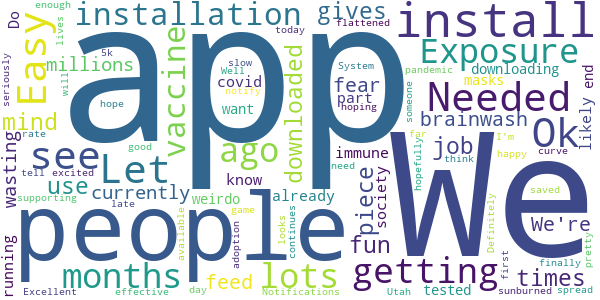 enough
Do
installation
gives
flattened
install
Easy
app
lives
5k
slow
today
Well
System
Exposure
seriously
millions
vaccine
downloaded
covid
notify
fear
pandemic
downloading
masks
likely
end
will
hope
want
part
hoping
someone
Needed
mind
rate
good
ago
brainwash
Ok
We
wasting
see
Let
immune
need
job
far
think
I'm
happy
curve
tell
excited
know
hopefully
use
currently
weirdo
already
piece
society
saved
supporting
late
game
people
available
adoption
looks
continues
fun
Definitely
We're
running
getting
first
finally
pretty
months
lots
feed
times
Excellent
effective
day
Notifications
Utah
tested
sunburned
spread